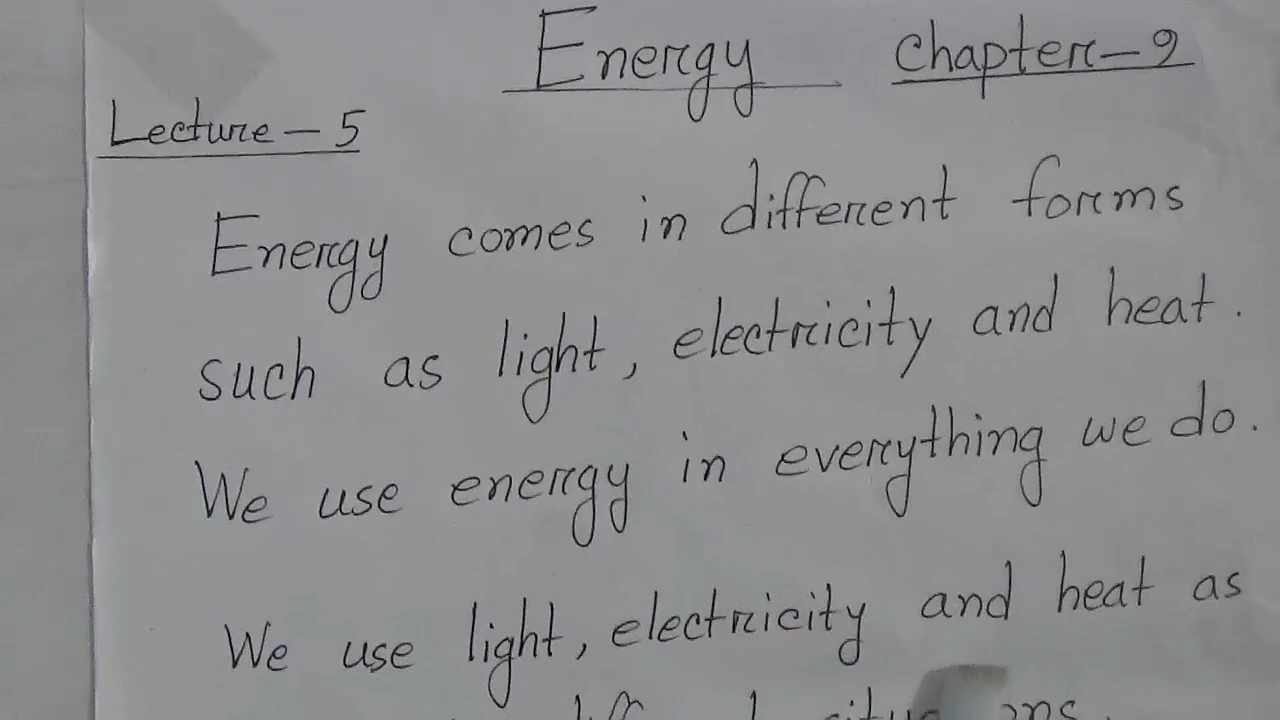 Energy Chapter-9
Lecture-5
Energy comes in different forms
such as light, electricity and heat.
We use energy in everything we do.
We use light, electricity and heat as